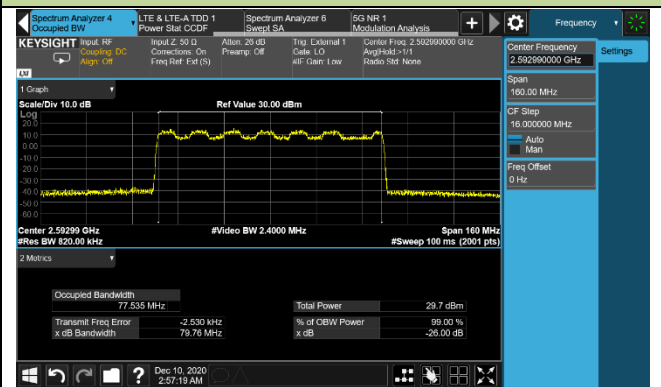 Spectrum Analyzer 4
Occupied BW
LTE & LTE-A TDD 1
Power Stat CCDF
Spectrum Analyzer 6
Swept SA
5G NR 1
Modulation Analysis
Frequency
KEYSIGHT
Input: RF
Coupling: DC
Align: Off
Input Z: 50 Ω
Corrections: On
Freq Ref: Ext (S)
Atten: 26 dB
Preamp: Off
Trig: External 1
Gate: LO
#IF Gain: Low
Center Freq: 2.592990000 GHz
Avg|Hold:>1/1
Radio Std: None
LXI
1 Graph
Scale/Div 10.0 dB
Ref Value 30.00 dBm
Log
20.0
10.0
0.00
-10.0
-20.0
-30.0
-40.0
-50.0
-60.0
Center 2.59299 GHz
#Video BW 2.4000 MHz
Span 160 MHz
#Res BW 820.00 kHz
#Sweep 100 ms (2001 pts)
2 Metrics
Occupied Bandwidth
77.535 MHz
Total Power
29.7 dBm
Transmit Freq Error
-2.530 kHz
% of OBW Power
99.00 %
x dB Bandwidth
79.76 MHz
x dB
-26.00 dB
Center Frequency
2.592990000 GHz
Settings
Span
160.00 MHz
CF Step
16.000000 MHz
Auto
Man
Freq Offset
0 Hz
?
Dec 10, 2020
2:57:19 AM